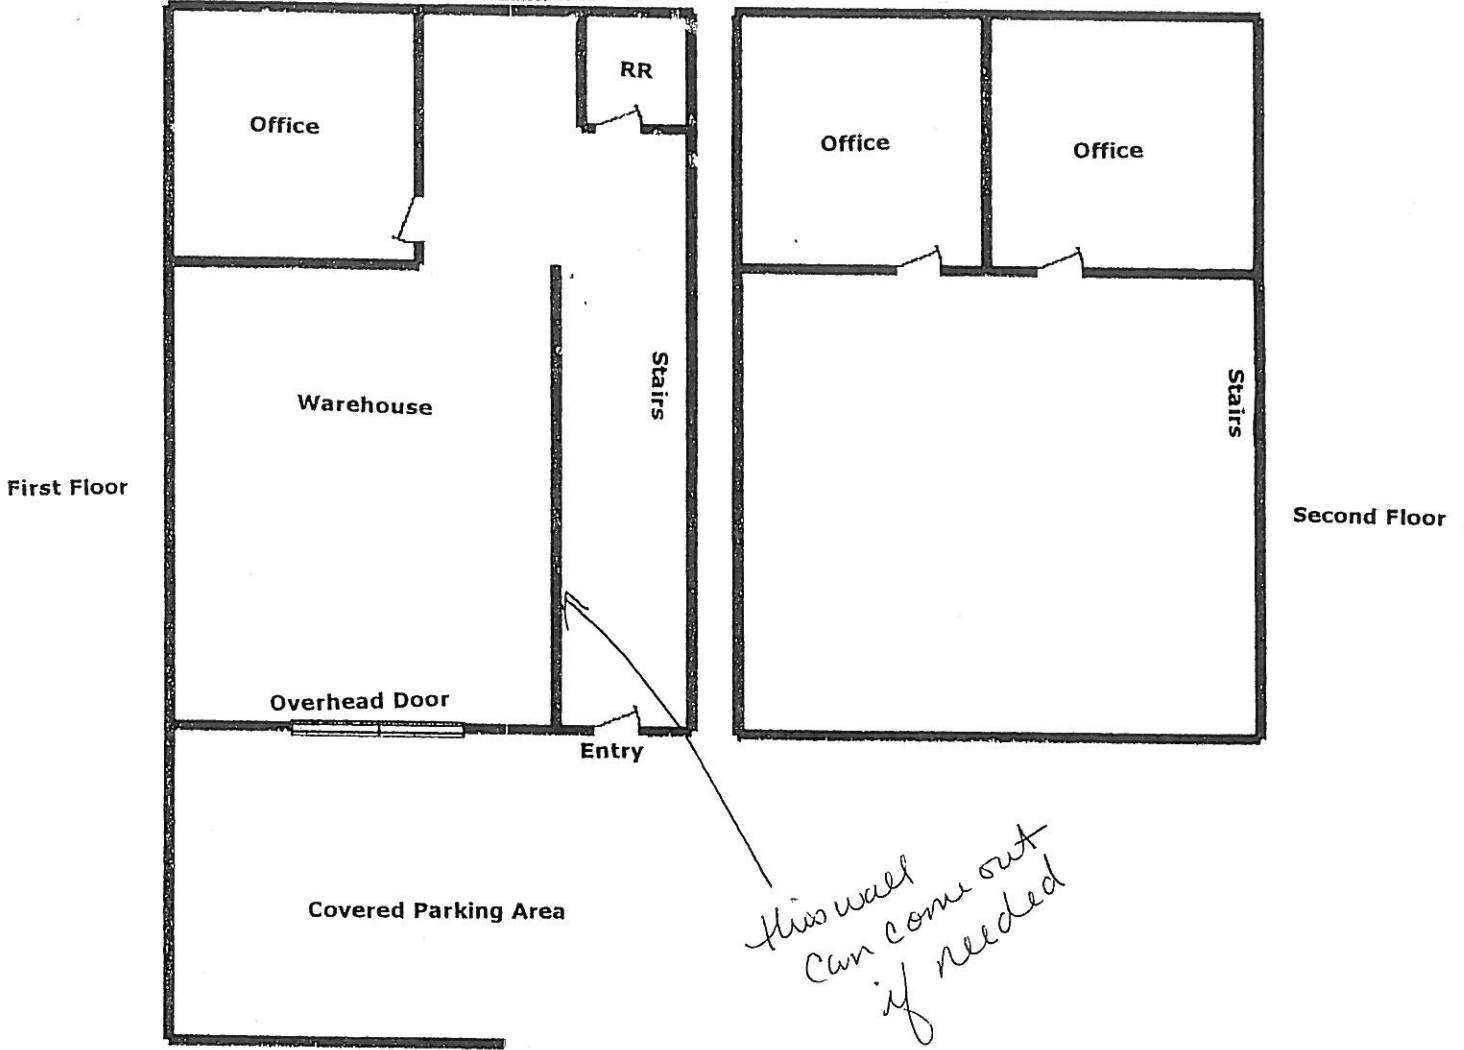 RR
Office
Office
Office
Stairs
Stairs
Warehouse
First Floor
Second Floor
Overhead Door
Entry
Covered Parking Area
this wall
can come out
if needed